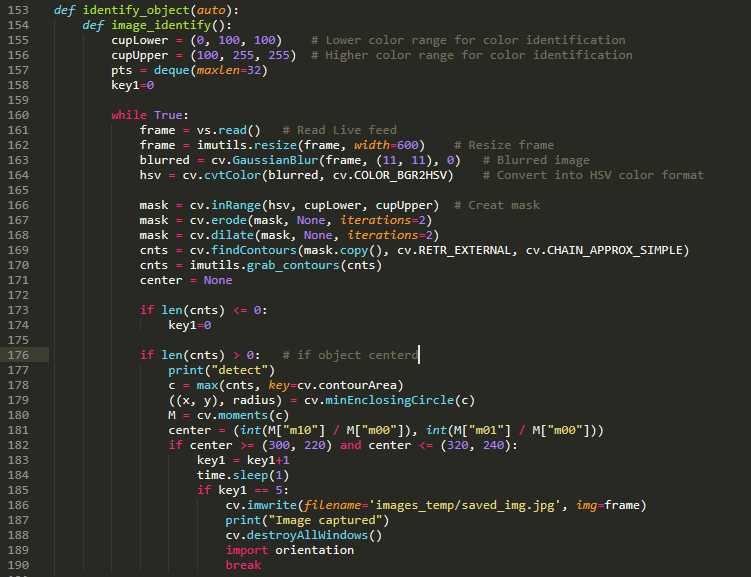 153 def identify_object(auto):
154     def image_identify():
155         cupLower = (0, 100, 100)    # Lower color range for color identification
156         cupUpper = (100, 255, 255)  # Higher color range for color identification
157         pts = deque(maxlen=32)
158         key1=0
159
160         while True:
161             frame = vs.read()   # Read Live feed
162             frame = imutils.resize(frame, width=600)    # Resize frame
163             blurred = cv.GaussianBlur(frame, (11, 11), 0)   # Blurred image
164             hsv = cv.cvtColor(blurred, cv.COLOR_BGR2HSV)    # Convert into HSV color format
165
166             mask = cv.inRange(hsv, cupLower, cupUpper)  # Creat mask
167             mask = cv.erode(mask, None, iterations=2)
168             mask = cv.dilate(mask, None, iterations=2)
169             cnts = cv.findContours(mask.copy(), cv.RETR_EXTERNAL, cv.CHAIN_APPROX_SIMPLE)
170             cnts = imutils.grab_contours(cnts)
171             center = None
172
173             if len(cnts) <= 0:
174                 key1=0
175
176             if len(cnts) > 0:   # if object centerd
177                 print("detect")
178                 c = max(cnts, key=cv.contourArea)
179                 ((x, y), radius) = cv.minEnclosingCircle(c)
180                 M = cv.moments(c)
181                 center = (int(M["m10"] / M["m00"]), int(M["m01"] / M["m00"]))
182                 if center >= (300, 220) and center <= (320, 240):
183                     key1 = key1+1
184                     time.sleep(1)
185                     if key1 == 5:
186                         cv.imwrite(filename='images_temp/saved_img.jpg', img=frame)
187                         print("Image captured")
188                         cv.destroyAllWindows()
189                         import orientation
190                         break